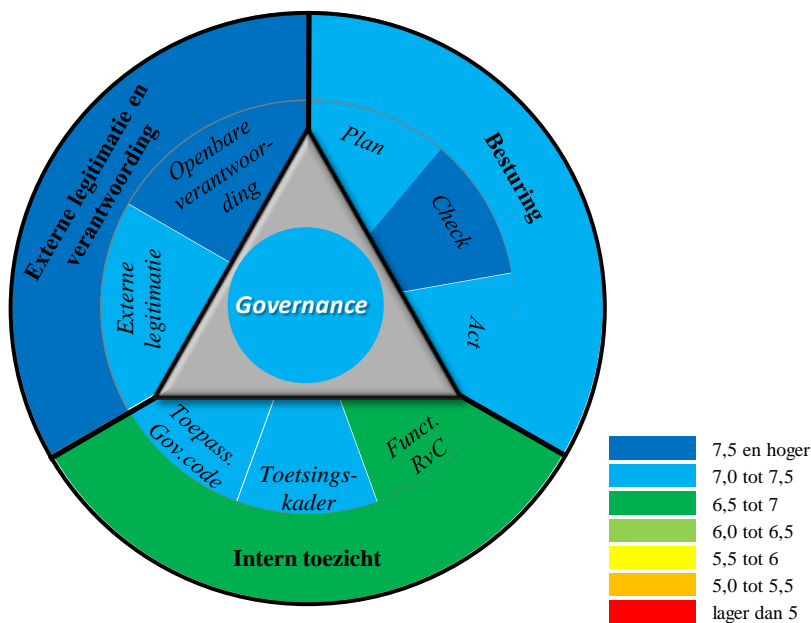 Externe legitimatie en
verantwoording
Openbare
verantwoor-
ding
Externe
legitimatie
Plan
Check
Act
Besturing
Governance
Toepass.
Gov.code
Toetsings-
kader
Funct.
RvC
Intern toezicht
7,5 en hoger
7,0 tot 7,5
6,5 tot 7
6,0 tot 6,5
5,5 tot 6
5,0 tot 5,5
lager dan 5